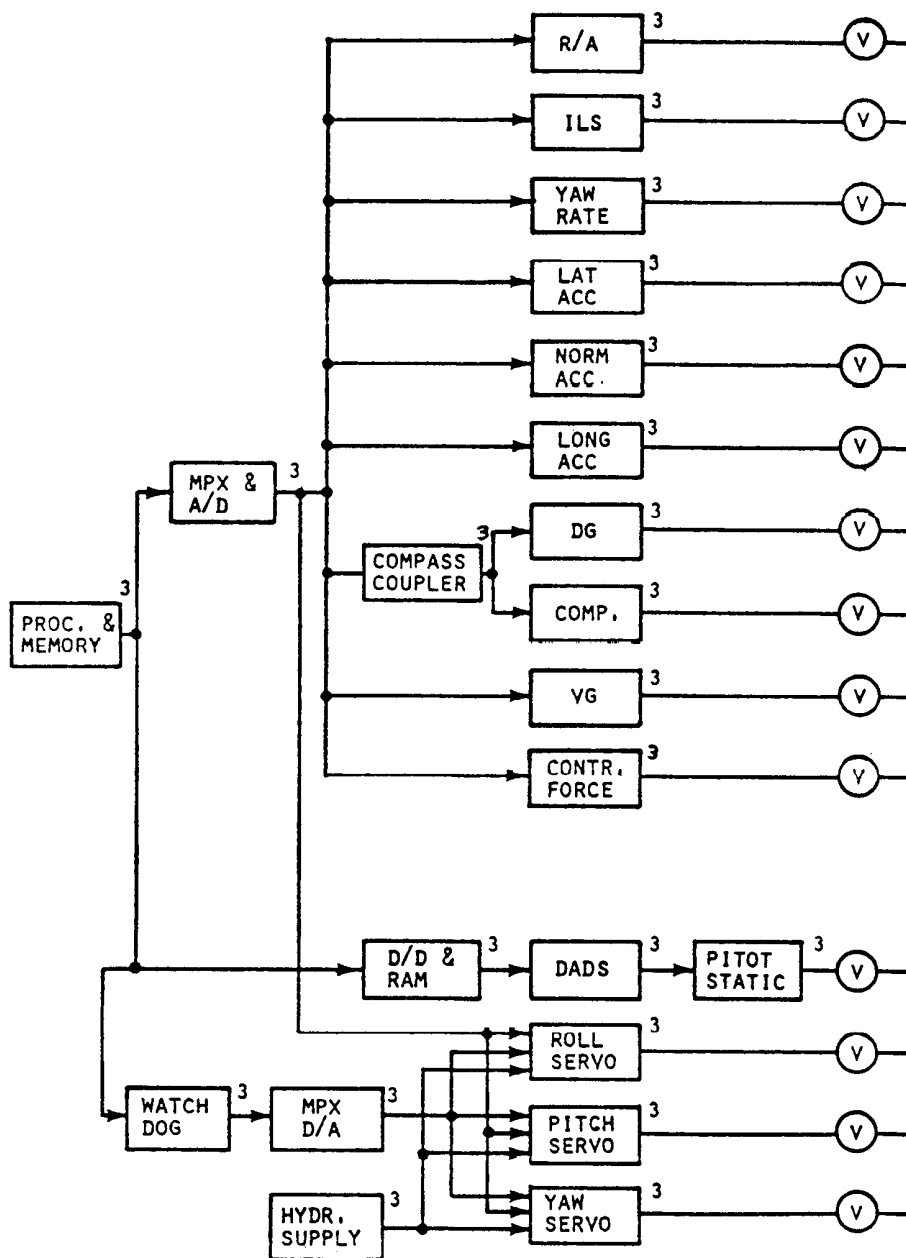 3
R/A
V
3
ILS
V
3
YAW
RATE
V
3
LAT
ACC
V
3
NORM
ACC.
V
3
LONG
ACC
V
3
MPX &
A/D
3
DG
V
3
COMPASS
COUPLER
3
COMP.
V
3
PROC. &
MEMORY
3
VG
V
3
CONTR.
FORCE
V
3
D/D &
RAM
3
DADS
3
PITOT
STATIC
V
3
ROLL
SERVO
V
3
WATCH
DOG
3
MPX
D/A
3
PITCH
SERVO
V
3
HYDR.
SUPPLY
3
YAW
SERVO
V